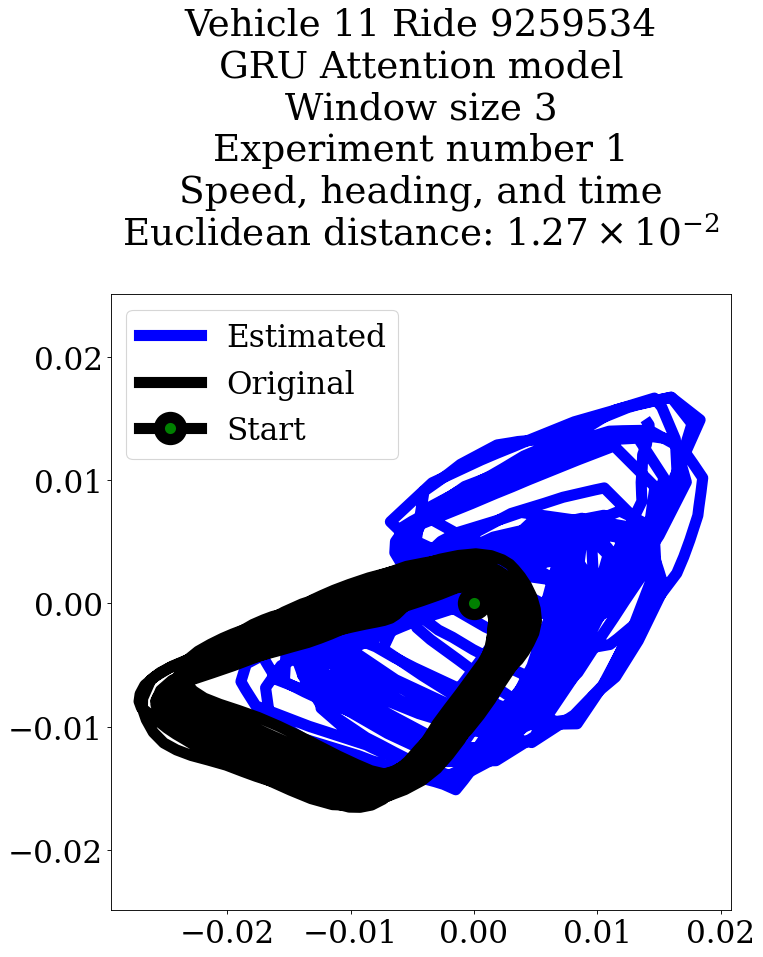 Vehicle 11 Ride 9259534
GRU Attention model
Window size 3
Experiment number 1
Speed, heading, and time
Euclidean distance: 1.27 × 10⁻²
Estimated
Original
Start
0.02
0.01
0.00
−0.01
−0.02
−0.02 −0.01 0.00 0.01 0.02